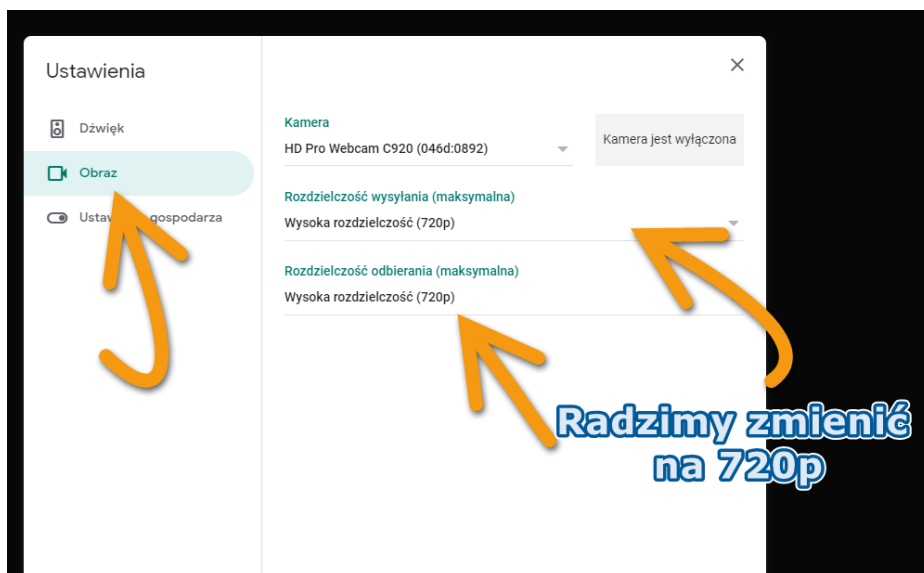 Ustawienia
Dźwięk
Obraz
gospodarza
Kamera
HD Pro Webcam C920 (046d:0892)
Kamera jest wyłączona
Rozdzielczość wysyłania (maksymalna)
Wysoka rozdzielczość (720p)
Rozdzielczość odbierania (maksymalna)
Wysoka rozdzielczość (720p)
Radzimy zmienić
na 720p